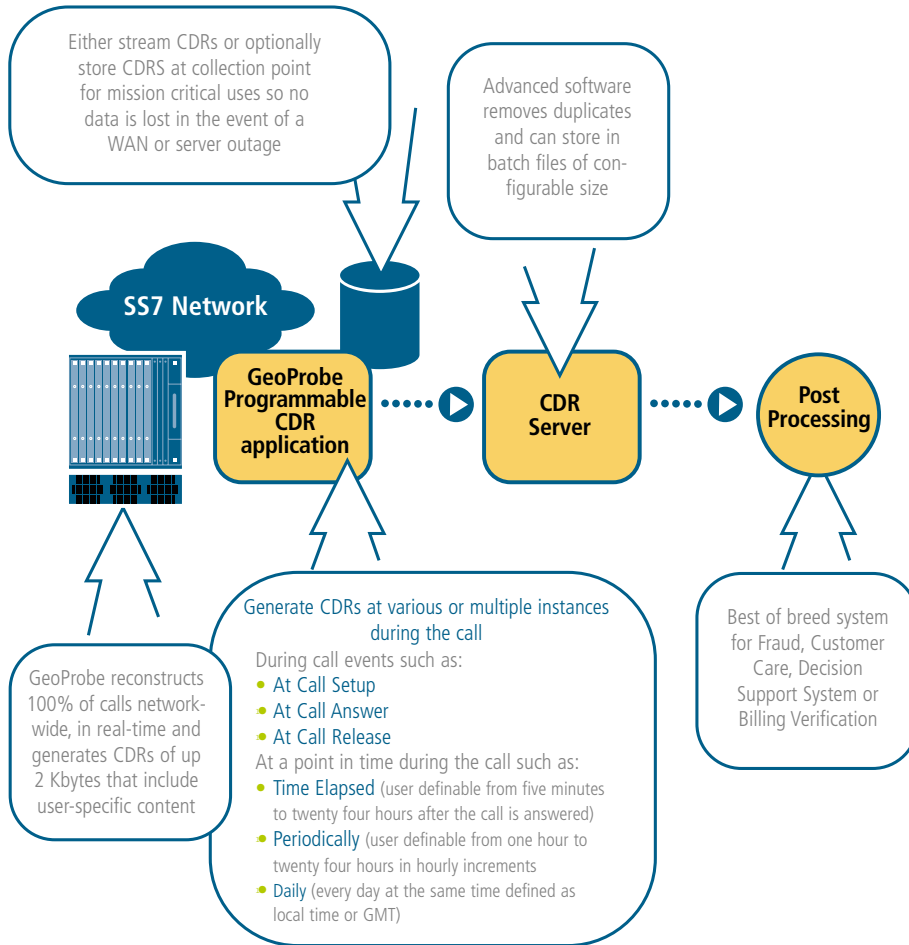 Either stream CDRs or optionally
store CDRS at collection point
for mission critical uses so no
data is lost in the event of a
WAN or server outage
Advanced software
removes duplicates
and can store in
batch files of con-
figurable size
SS7 Network
GeoProbe
Programmable
CDR
application
CDR
Server
Post
Processing
GeoProbe reconstructs
100% of calls network-
wide, in real-time and
generates CDRs of up
2 Kbytes that include
user-specific content
Generate CDRs at various or multiple instances
during the call
During call events such as:
• At Call Setup
• At Call Answer
• At Call Release
At a point in time during the call such as:
• Time Elapsed (user definable from five minutes
to twenty four hours after the call is answered)
• Periodically (user definable from one hour to
twenty four hours in hourly increments
• Daily (every day at the same time defined as
local time or GMT)
Best of breed system
for Fraud, Customer
Care, Decision
Support System or
Billing Verification